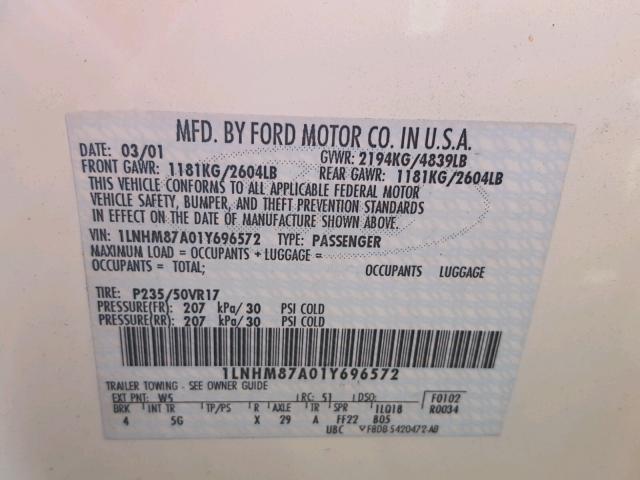 MFD. BY FORD MOTOR CO. IN U.S.A.
DATE: 03/01 GVWR: 2194KG/4839LB
FRONT GAWR: 1181KG/2604LB REAR GAWR: 1181KG/2604LB
THIS VEHICLE CONFORMS TO ALL APPLICABLE FEDERAL MOTOR
VEHICLE SAFETY, BUMPER, AND THEFT PREVENTION STANDARDS
IN EFFECT ON THE DATE OF MANUFACTURE SHOWN ABOVE.
VIN: 1LNHM87A01Y696572 TYPE: PASSENGER
MAXIMUM LOAD = OCCUPANTS + LUGGAGE =
OCCUPANTS = TOTAL; OCCUPANTS LUGGAGE
TIRE: P235/50VR17
PRESSURE(FR): 207 kPa/30 PSI COLD
PRESSURE(RR): 207 kPa/30 PSI COLD
1LNHM87A01Y696572
TRAILER TOWING - SEE OWNER GUIDE
EXT PNT: W5 RC: 51 DSO: F0102
BRK INT TR TP/PS R AXLE TR SPR 1LQ18 R0034
4 5G X 29 A FF22 B05
UBC F8DB-5420472-AB